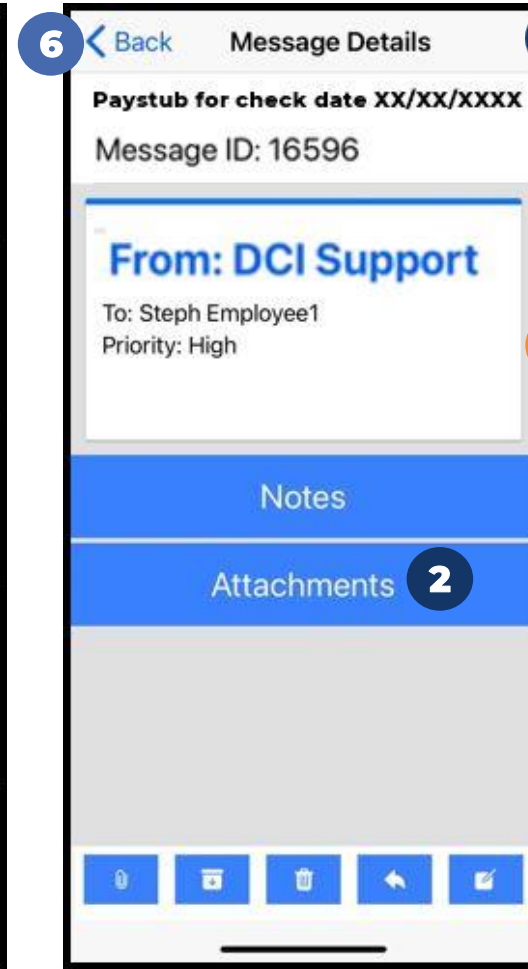 6 Back Message Details
Paystub for check date XX/XX/XXXX
Message ID: 16596
From: DCI Support
To: Steph Employee1
Priority: High
Notes
Attachments 2